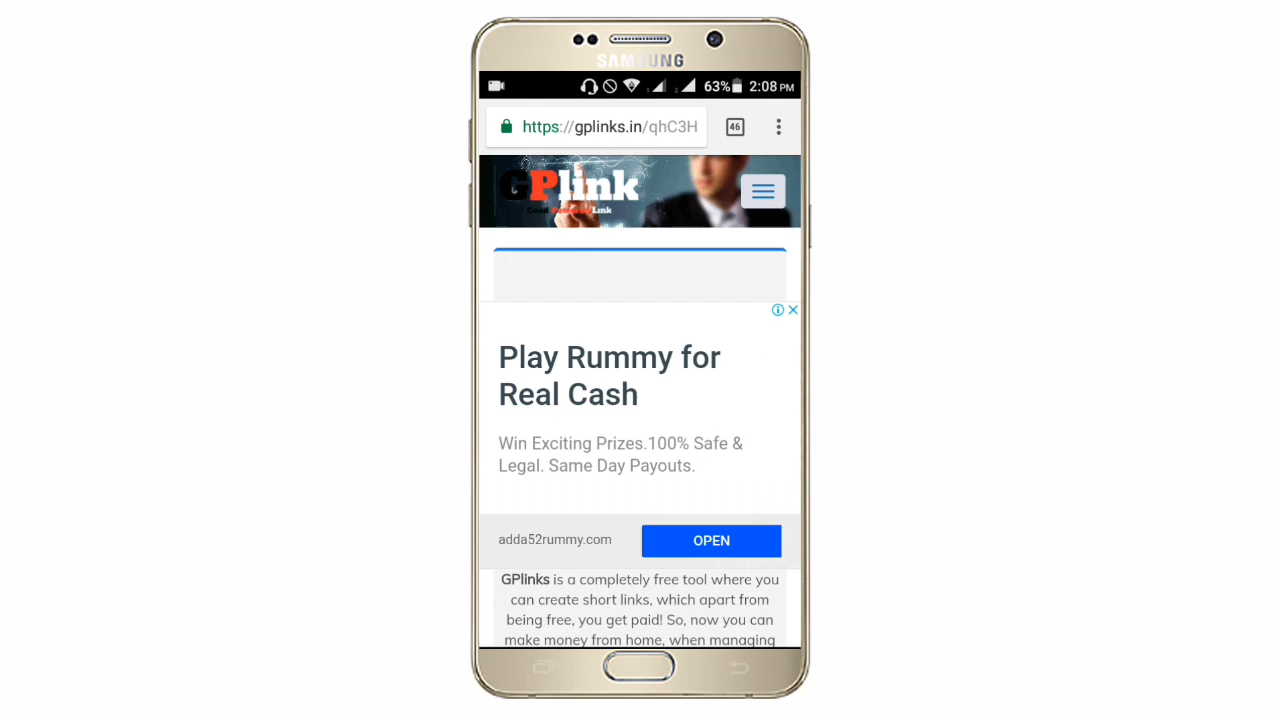 SAMSUNG
63% 2:08 PM
https://gplinks.in/qhC3H
46
GPlink
Link
Play Rummy for
Real Cash
Win Exciting Prizes.100% Safe &
Legal. Same Day Payouts.
adda52rummy.com
OPEN
GPlinks is a completely free tool where you
can create short links, which apart from
being free, you get paid! So, now you can
make money from home, when managing